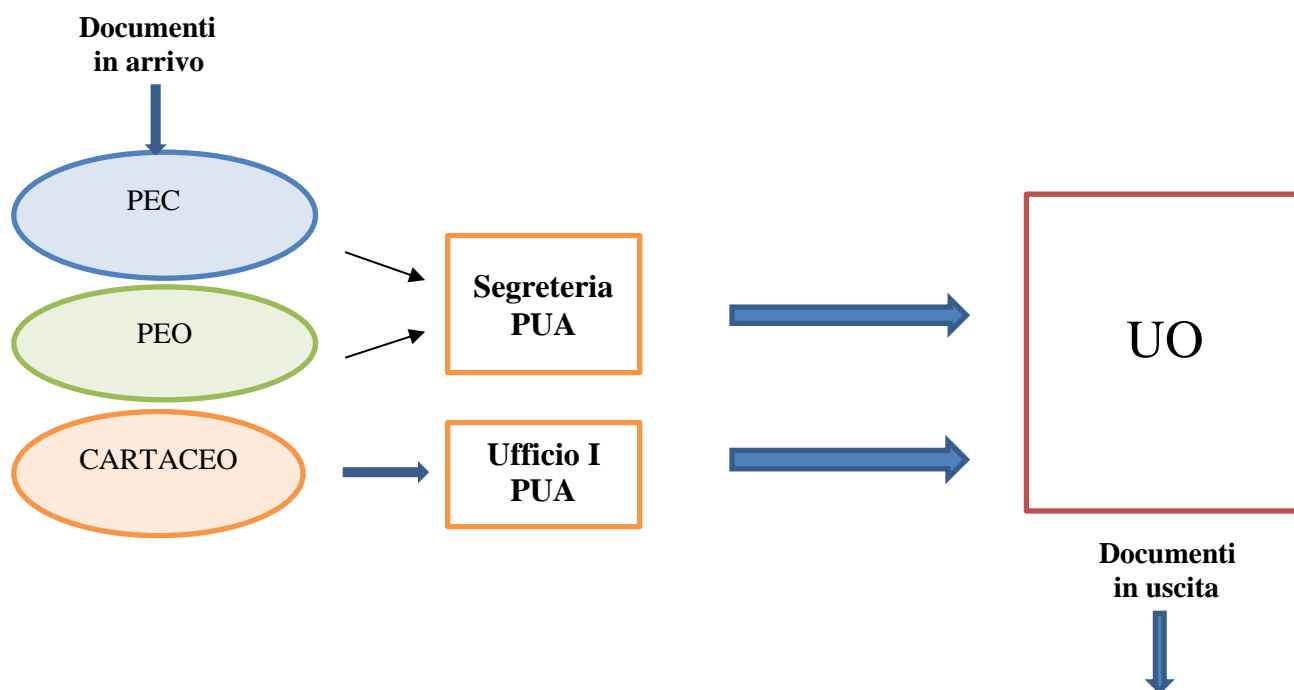 Documenti
in arrivo
PEC
PEO
CARTACEO
Segreteria
PUA
Ufficio I
PUA
UO
Documenti
in uscita